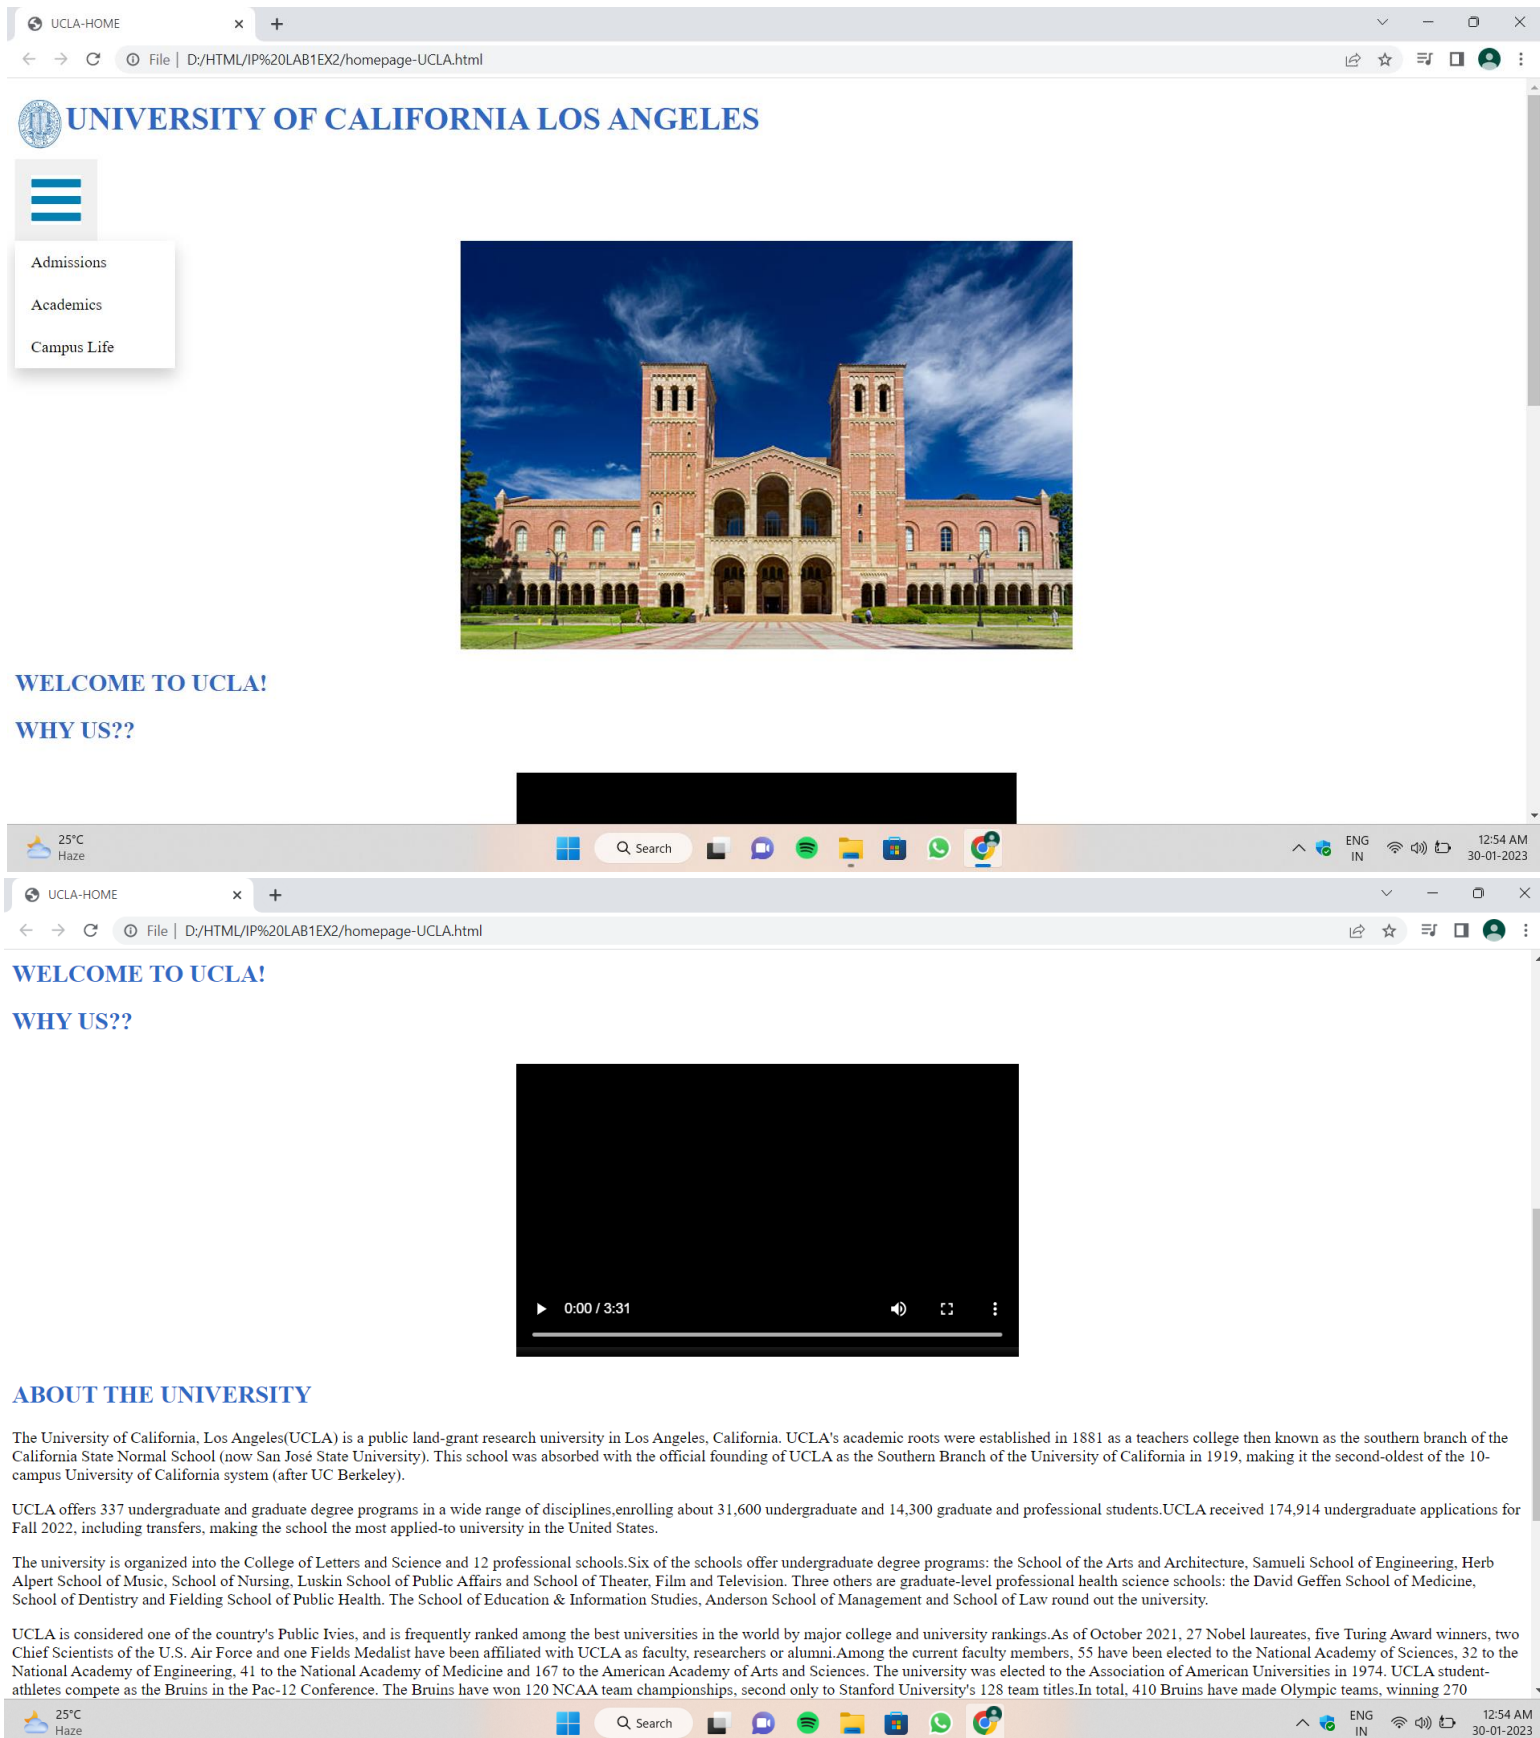 UCLA-HOME
File | D:/HTML/IP%20LAB1EX2/homepage-UCLA.html
UNIVERSITY OF CALIFORNIA LOS ANGELES
Admissions
Academics
Campus Life
WELCOME TO UCLA!
WHY US??
25°C
Haze
Search
ENG
IN
12:54 AM
30-01-2023
UCLA-HOME
File | D:/HTML/IP%20LAB1EX2/homepage-UCLA.html
WELCOME TO UCLA!
WHY US??
0:00 / 3:31
ABOUT THE UNIVERSITY
The University of California, Los Angeles(UCLA) is a public land-grant research university in Los Angeles, California. UCLA's academic roots were established in 1881 as a teachers college then known as the southern branch of the
California State Normal School (now San José State University). This school was absorbed with the official founding of UCLA as the Southern Branch of the University of California in 1919, making it the second-oldest of the 10-
campus University of California system (after UC Berkeley).
UCLA offers 337 undergraduate and graduate degree programs in a wide range of disciplines,enrolling about 31,600 undergraduate and 14,300 graduate and professional students.UCLA received 174,914 undergraduate applications for
Fall 2022, including transfers, making the school the most applied-to university in the United States.
The university is organized into the College of Letters and Science and 12 professional schools.Six of the schools offer undergraduate degree programs: the School of the Arts and Architecture, Samueli School of Engineering, Herb
Alpert School of Music, School of Nursing, Luskin School of Public Affairs and School of Theater, Film and Television. Three others are graduate-level professional health science schools: the David Geffen School of Medicine,
School of Dentistry and Fielding School of Public Health. The School of Education & Information Studies, Anderson School of Management and School of Law round out the university.
UCLA is considered one of the country's Public Ivies, and is frequently ranked among the best universities in the world by major college and university rankings.As of October 2021, 27 Nobel laureates, five Turing Award winners, two
Chief Scientists of the U.S. Air Force and one Fields Medalist have been affiliated with UCLA as faculty, researchers or alumni.Among the current faculty members, 55 have been elected to the National Academy of Sciences, 32 to the
National Academy of Engineering, 41 to the National Academy of Medicine and 167 to the American Academy of Arts and Sciences. The university was elected to the Association of American Universities in 1974. UCLA student-
athletes compete as the Bruins in the Pac-12 Conference. The Bruins have won 120 NCAA team championships, second only to Stanford University's 128 team titles.In total, 410 Bruins have made Olympic teams, winning 270
25°C
Haze
Search
ENG
IN
12:54 AM
30-01-2023